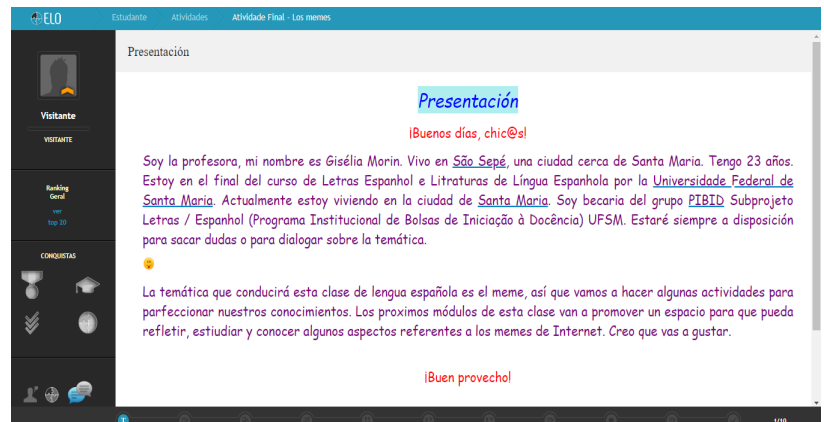 ELO
Estudante Atividades Atividade Final - Los memes
Presentación
Visitante
VISITANTE
Ranking
Geral
ver
top 20
CONQUISTAS
Presentación
¡Buenos días, chic@s!
Soy la profesora, mi nombre es Gisélia Morin. Vivo en São Sepé, una ciudad cerca de Santa Maria. Tengo 23 años.
Estoy en el final del curso de Letras Espanhol e Litraturas de Língua Espanhola por la Universidade Federal de
Santa Maria. Actualmente estoy viviendo en la ciudad de Santa Maria. Soy becaria del grupo PIBID Subprojeto
Letras / Espanhol (Programa Institucional de Bolsas de Iniciação à Docência) UFSM. Estaré siempre a disposición
para sacar dudas o para dialogar sobre la temática.
La temática que conducirá esta clase de lengua española es el meme, así que vamos a hacer algunas actividades para
parfeccionar nuestros conocimientos. Los proximos módulos de esta clase van a promover un espacio para que pueda
refletir, estiudiar y conocer algunos aspectos referentes a los memes de Internet. Creo que vas a gustar.
¡Buen provecho!